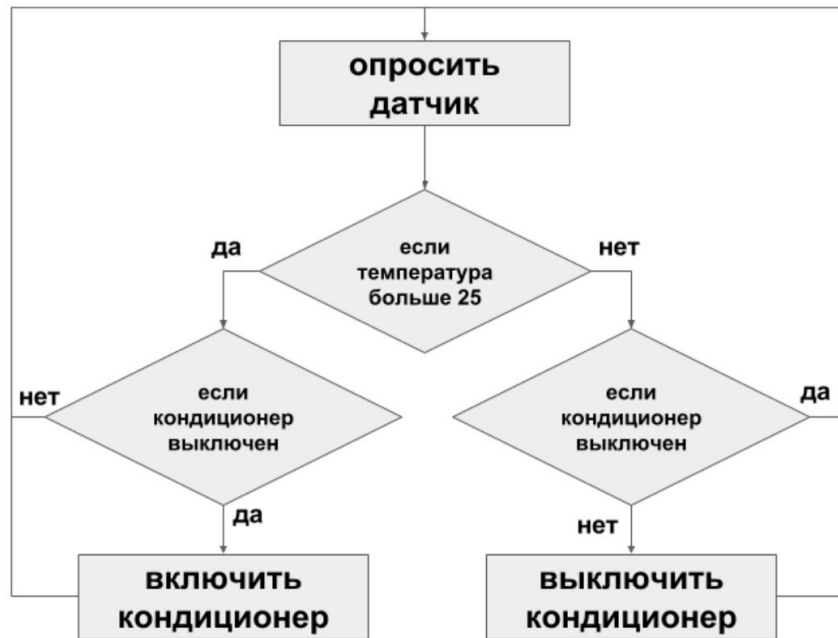 опросить
датчик
да
если
температура
больше 25
нет
нет
если
кондиционер
выключен
да
если
кондиционер
выключен
да
нет
включить
кондиционер
выключить
кондиционер